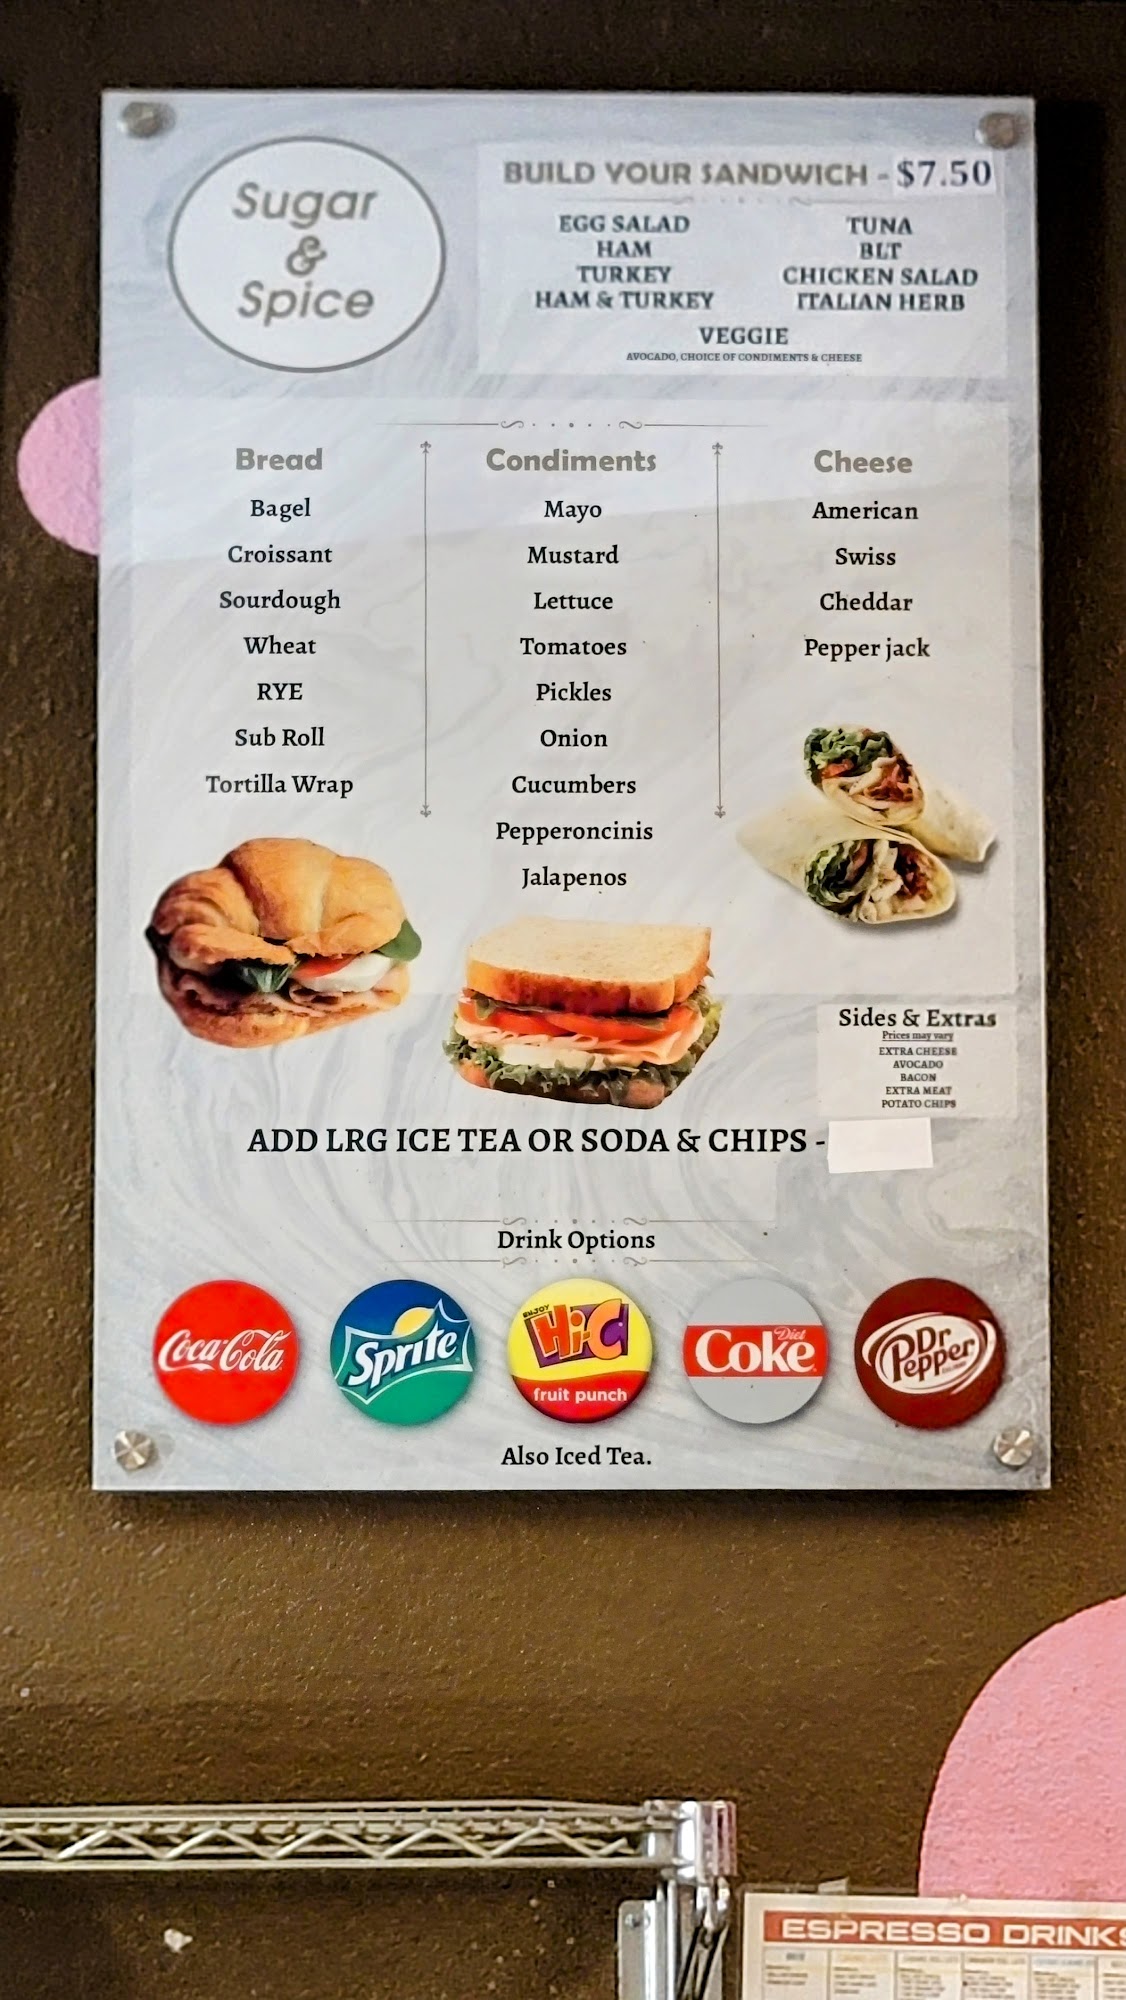 Sugar
&
Spice
BUILD YOUR SANDWICH - $7.50
EGG SALAD
HAM
TURKEY
HAM & TURKEY
TUNA
BLT
CHICKEN SALAD
ITALIAN HERB
VEGGIE
AVOCADO, CHOICE OF CONDIMENTS & CHEESE
Bread
Bagel
Croissant
Sourdough
Wheat
RYE
Sub Roll
Tortilla Wrap
Condiments
Mayo
Mustard
Lettuce
Tomatoes
Pickles
Onion
Cucumbers
Pepperoncinis
Jalapenos
Cheese
American
Swiss
Cheddar
Pepper jack
Sides & Extras
Prices may vary
EXTRA CHEESE
AVOCADO
BACON
EXTRA MEAT
POTATO CHIPS
ADD LRG ICE TEA OR SODA & CHIPS -
Drink Options
Coca-Cola
Sprite
ENJOY
Hi-C
fruit punch
Diet
Coke
Dr
Pepper
Also Iced Tea.
ESPRESSO DRINKS